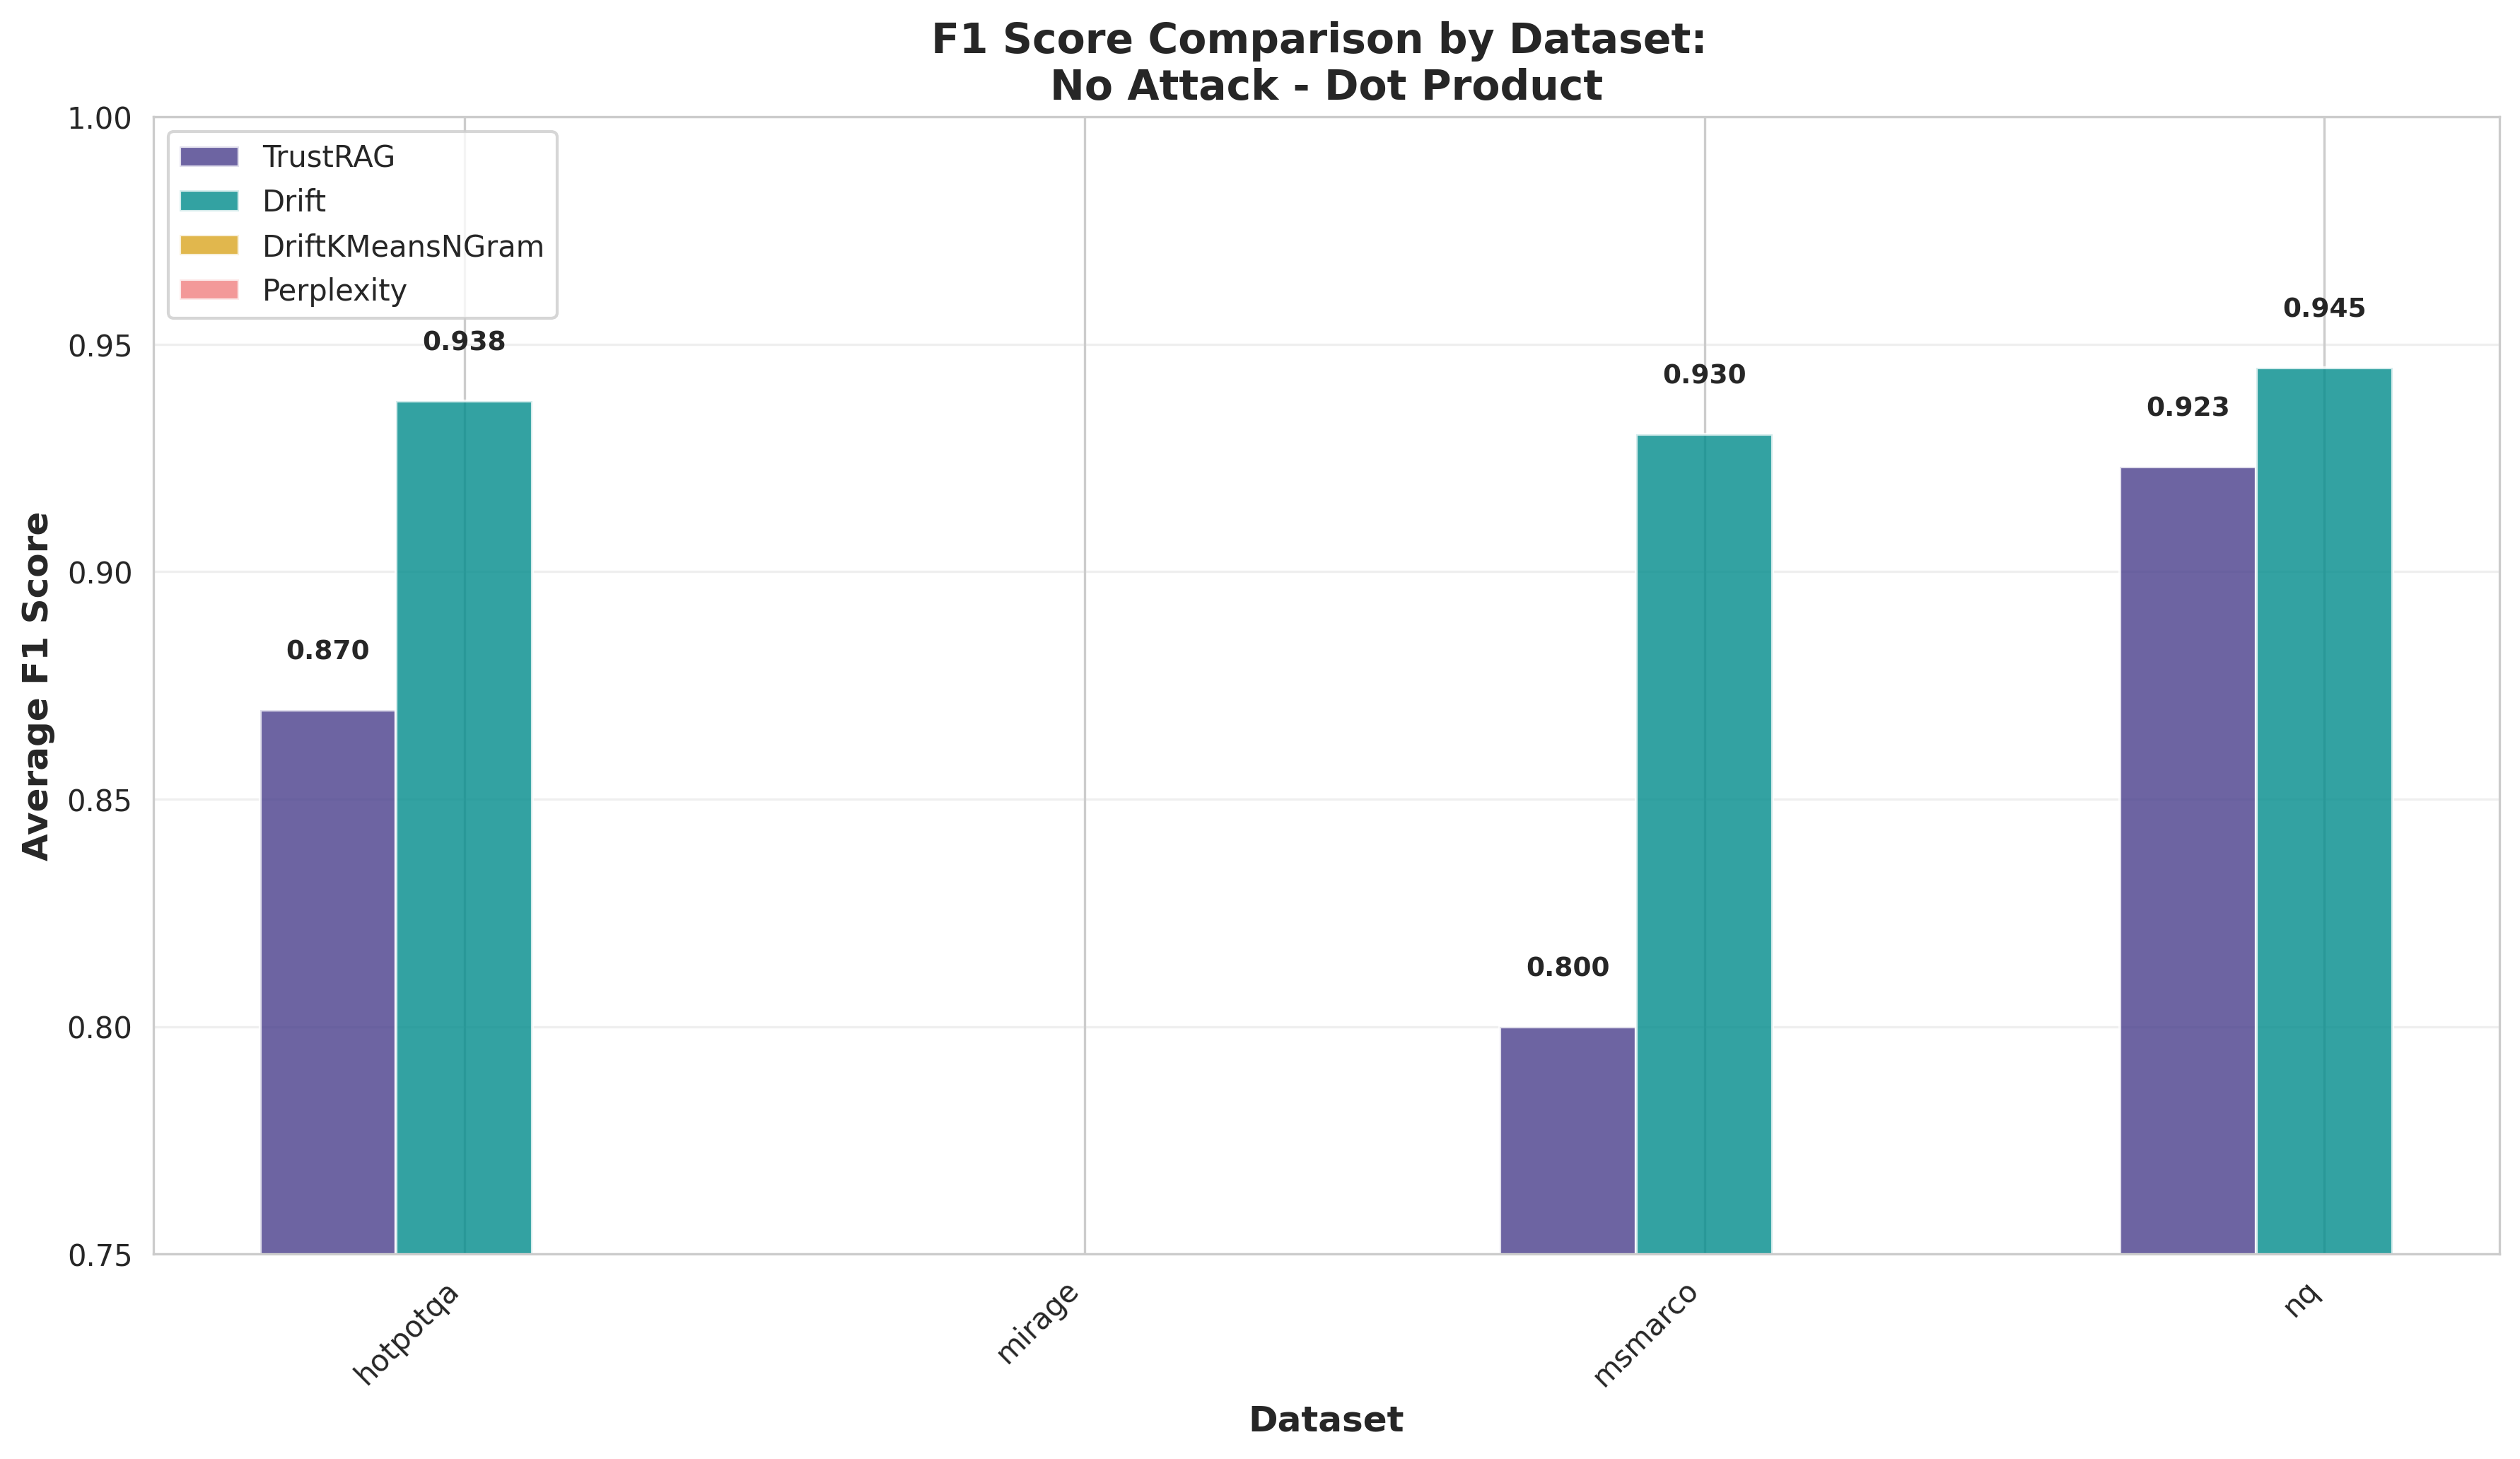 F1 Score Comparison by Dataset:
No Attack - Dot Product
1.00
0.95
0.90
0.85
0.80
0.75
Average F1 Score
TrustRAG
Drift
DriftKMeansNGram
Perplexity
0.870
0.938
0.800
0.930
0.923
0.945
hotpotqa
mirage
msmarco
nq
Dataset